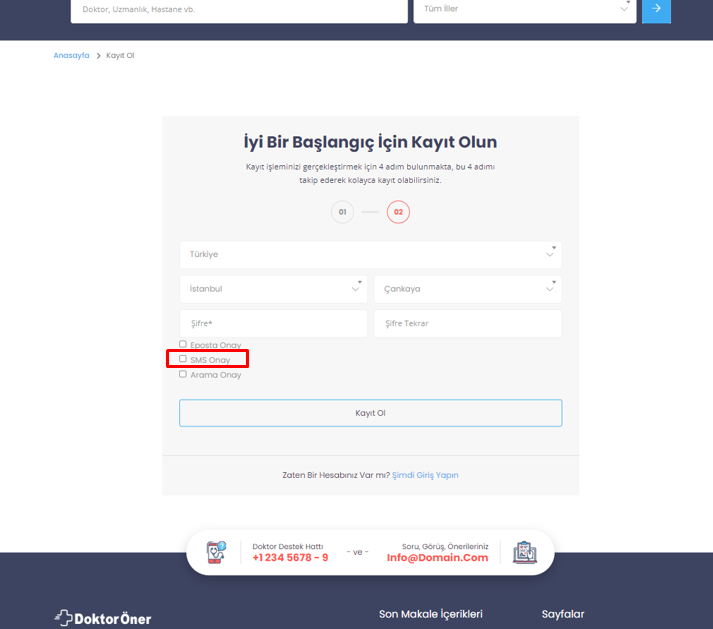 Doktor, Uzmanlık, Hastane vb.
Tüm İller
Anasayfa > Kayıt Ol
İyi Bir Başlangıç İçin Kayıt Olun
Kayıt işleminizi gerçekleştirmek için 4 adım bulunmakta, bu 4 adımı
takip ederek kolayca kayıt olabilirsiniz.
01
02
Türkiye
İstanbul
Çankaya
Şifre*
Şifre Tekrar
Eposta Onay
SMS Onay
Arama Onay
Kayıt Ol
Zaten Bir Hesabınız Var mı? Şimdi Giriş Yapın
Doktor Destek Hattı
+1 234 5678 - 9
- ve -
Soru, Görüş, Önerileriniz
Info@Domain.Com
DoktorÖner
Son Makale İçerikleri
Sayfalar